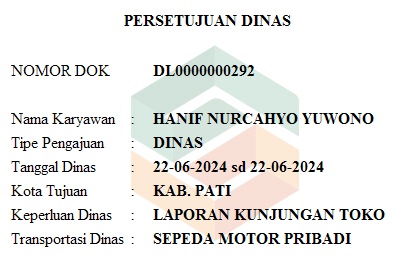 PERSETUJUAN DINAS
NOMOR DOK DL0000000292
Nama Karyawan : HANIF NURCAHYO YUWONO
Tipe Pengajuan : DINAS
Tanggal Dinas : 22-06-2024 sd 22-06-2024
Kota Tujuan : KAB. PATI
Keperluan Dinas : LAPORAN KUNJUNGAN TOKO
Transportasi Dinas : SEPEDA MOTOR PRIBADI